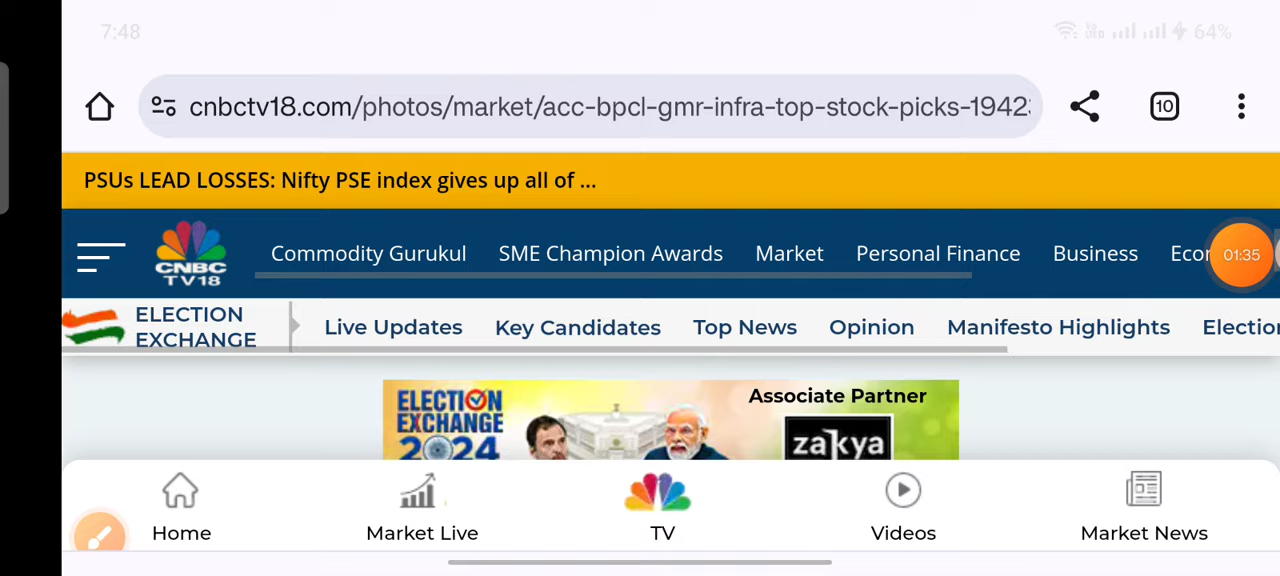 7:48
64%
cnbctv18.com/photos/market/acc-bpcl-gmr-infra-top-stock-picks-1942
10
PSUs LEAD LOSSES: Nifty PSE index gives up all of ...
CNBC
TV18
Commodity Gurukul SME Champion Awards Market Personal Finance Business Econ
01:35
ELECTION
EXCHANGE
Live Updates Key Candidates Top News Opinion Manifesto Highlights Election
ELECTION
EXCHANGE
2024
Associate Partner
zakya
Home Market Live TV Videos Market News